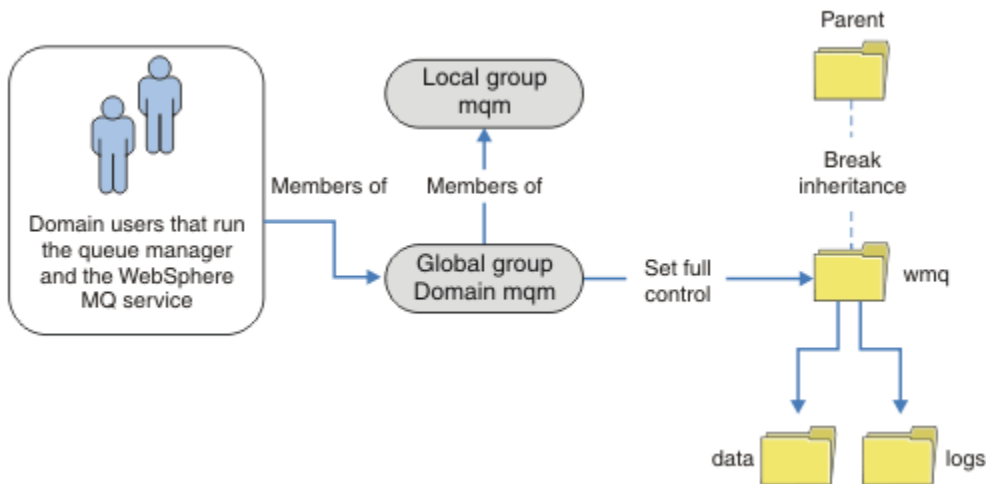 Parent
Local group
mqm
Break
inheritance
Members of
Members of
Domain users that run
the queue manager
and the WebSphere
MQ service
Global group
Domain mqm
Set full
control
wmq
data
logs